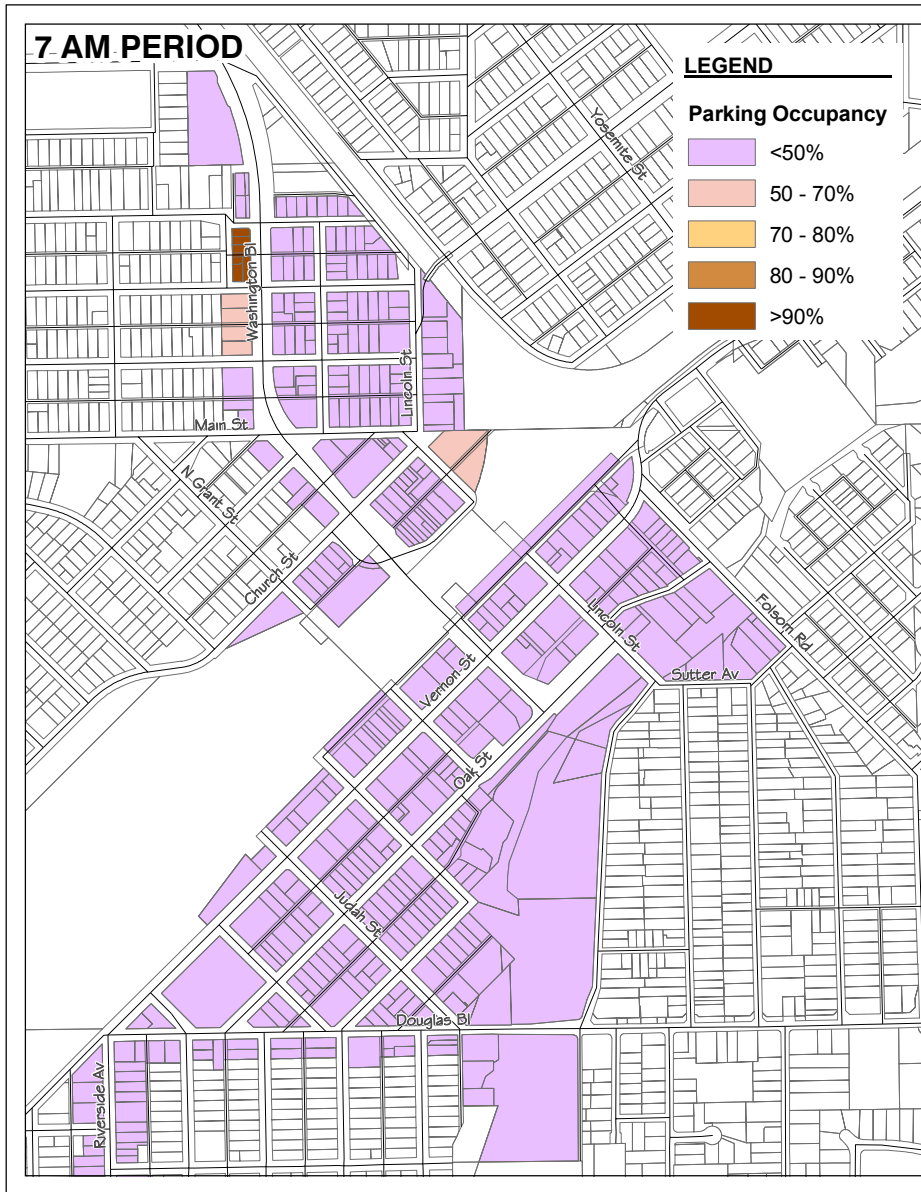 7 AM PERIOD
LEGEND
Parking Occupancy
<50%
50 - 70%
70 - 80%
80 - 90%
>90%
Yosemite St
Washington Bl
Lincoln St
Main St
N Grant St
Church St
Lincoln St
Folsom Rd
Sutter Av
Vernon St
Oak St
Judah St
Douglas Bl
Riverside Av